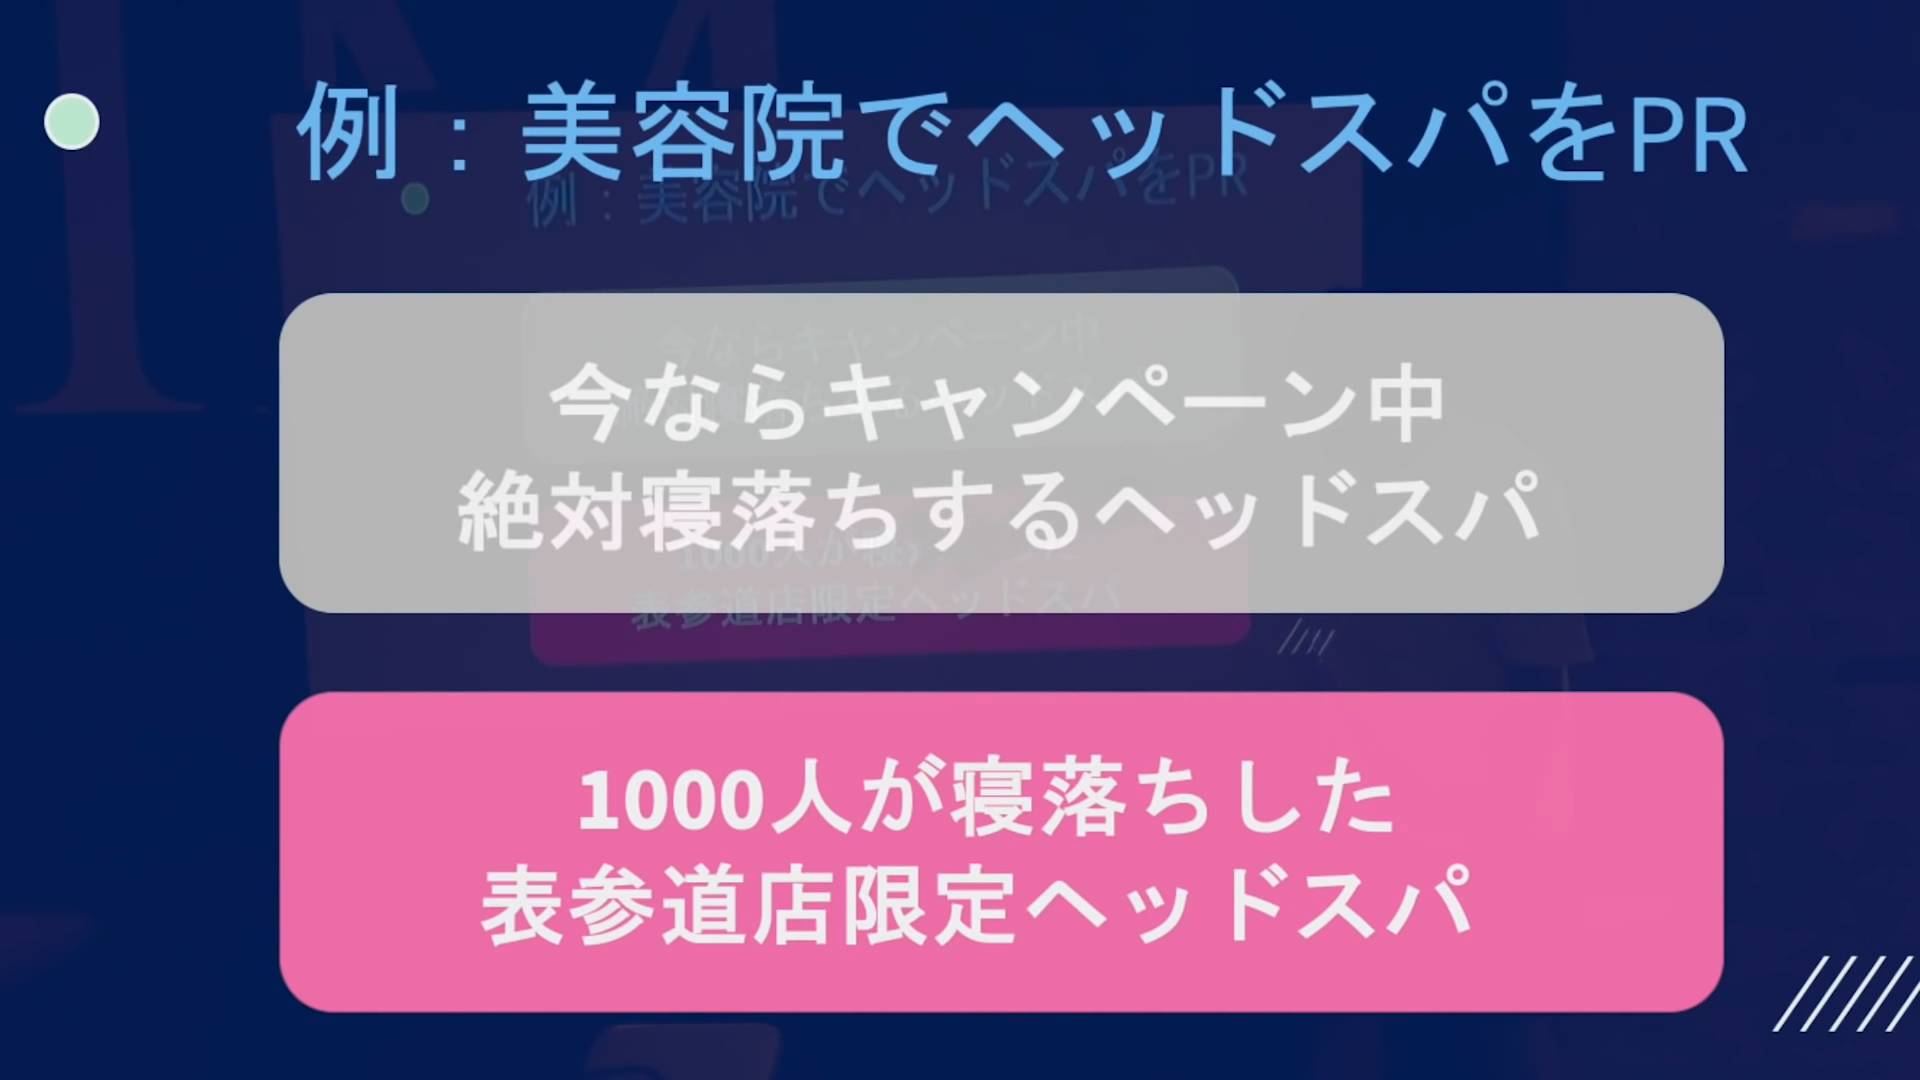 例：美容院でヘッドスパをPR
今ならキャンペーン中
絶対寝落ちするヘッドスパ
1000人が寝落ちした
表参道店限定ヘッドスパ